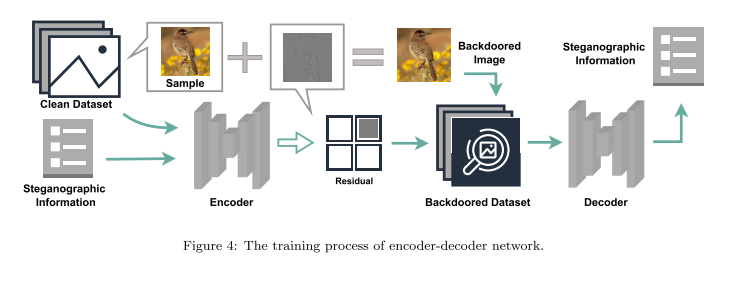 Sample
Backdoored
Image
Steganographic
Information
Clean Dataset
Steganographic
Information
Encoder
Residual
Backdoored Dataset
Decoder
Figure 4: The training process of encoder-decoder network.